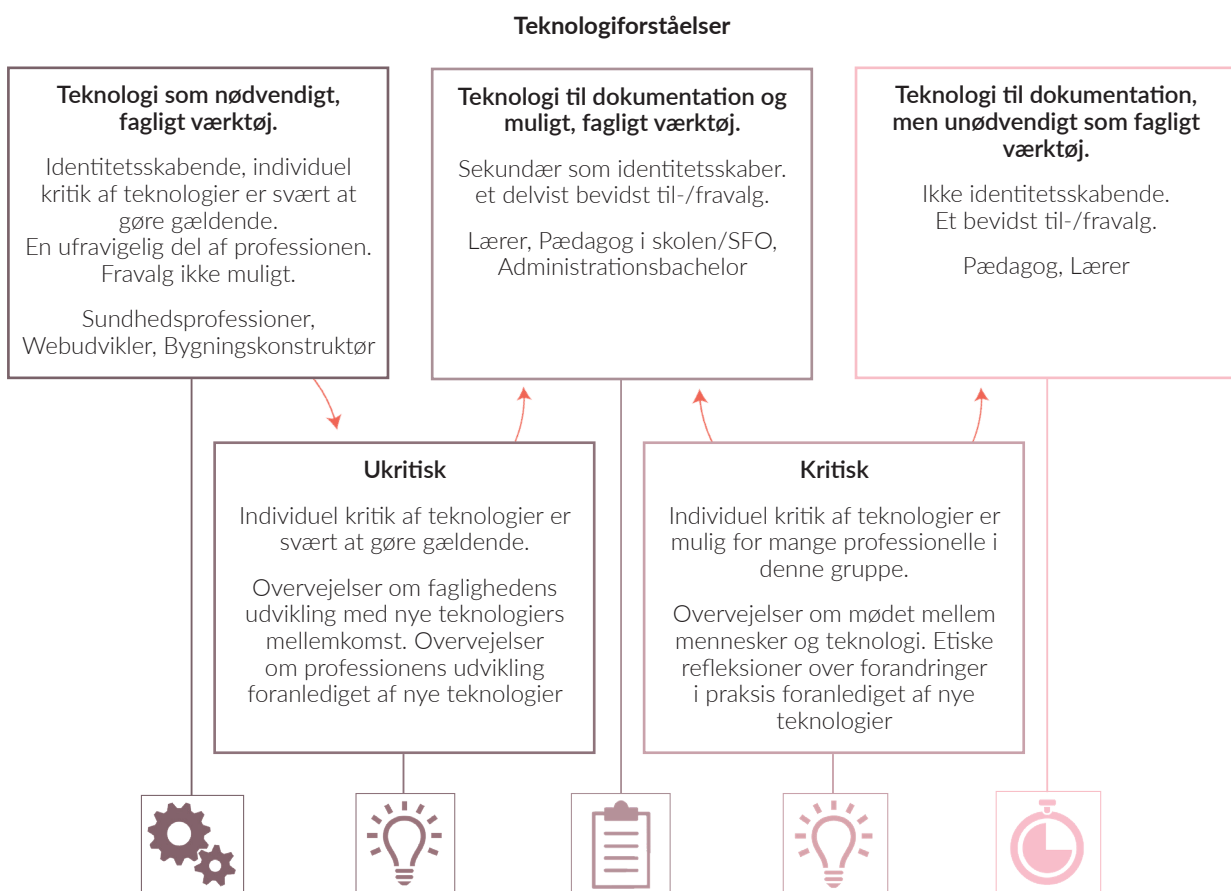 Teknologiforståelser
Teknologi som nødvendigt,
fagligt værktøj.
Identitetsskabende, individuel
kritik af teknologier er svært at
gøre gældende.
En ufravigelig del af professionen.
Fravalg ikke muligt.
Sundhedsprofessioner,
Webudvikler, Bygningskonstruktør
Teknologi til dokumentation og
muligt, fagligt værktøj.
Sekundær som identitetsskaber.
et delvist bevidst til-/fravalg.
Lærer, Pædagog i skolen/SFO,
Administrationsbachelor
Teknologi til dokumentation,
men unødvendigt som fagligt
værktøj.
Ikke identitetsskabende.
Et bevidst til-/fravalg.
Pædagog, Lærer
Ukritisk
Individuel kritik af teknologier er
svært at gøre gældende.
Overvejelser om faglighedens
udvikling med nye teknologiers
mellemkomst. Overvejelser
om professionens udvikling
foranlediget af nye teknologier
Kritisk
Individuel kritik af teknologier er
mulig for mange professionelle i
denne gruppe.
Overvejelser om mødet mellem
mennesker og teknologi. Etiske
refleksioner over forandringer
i praksis foranlediget af nye
teknologier